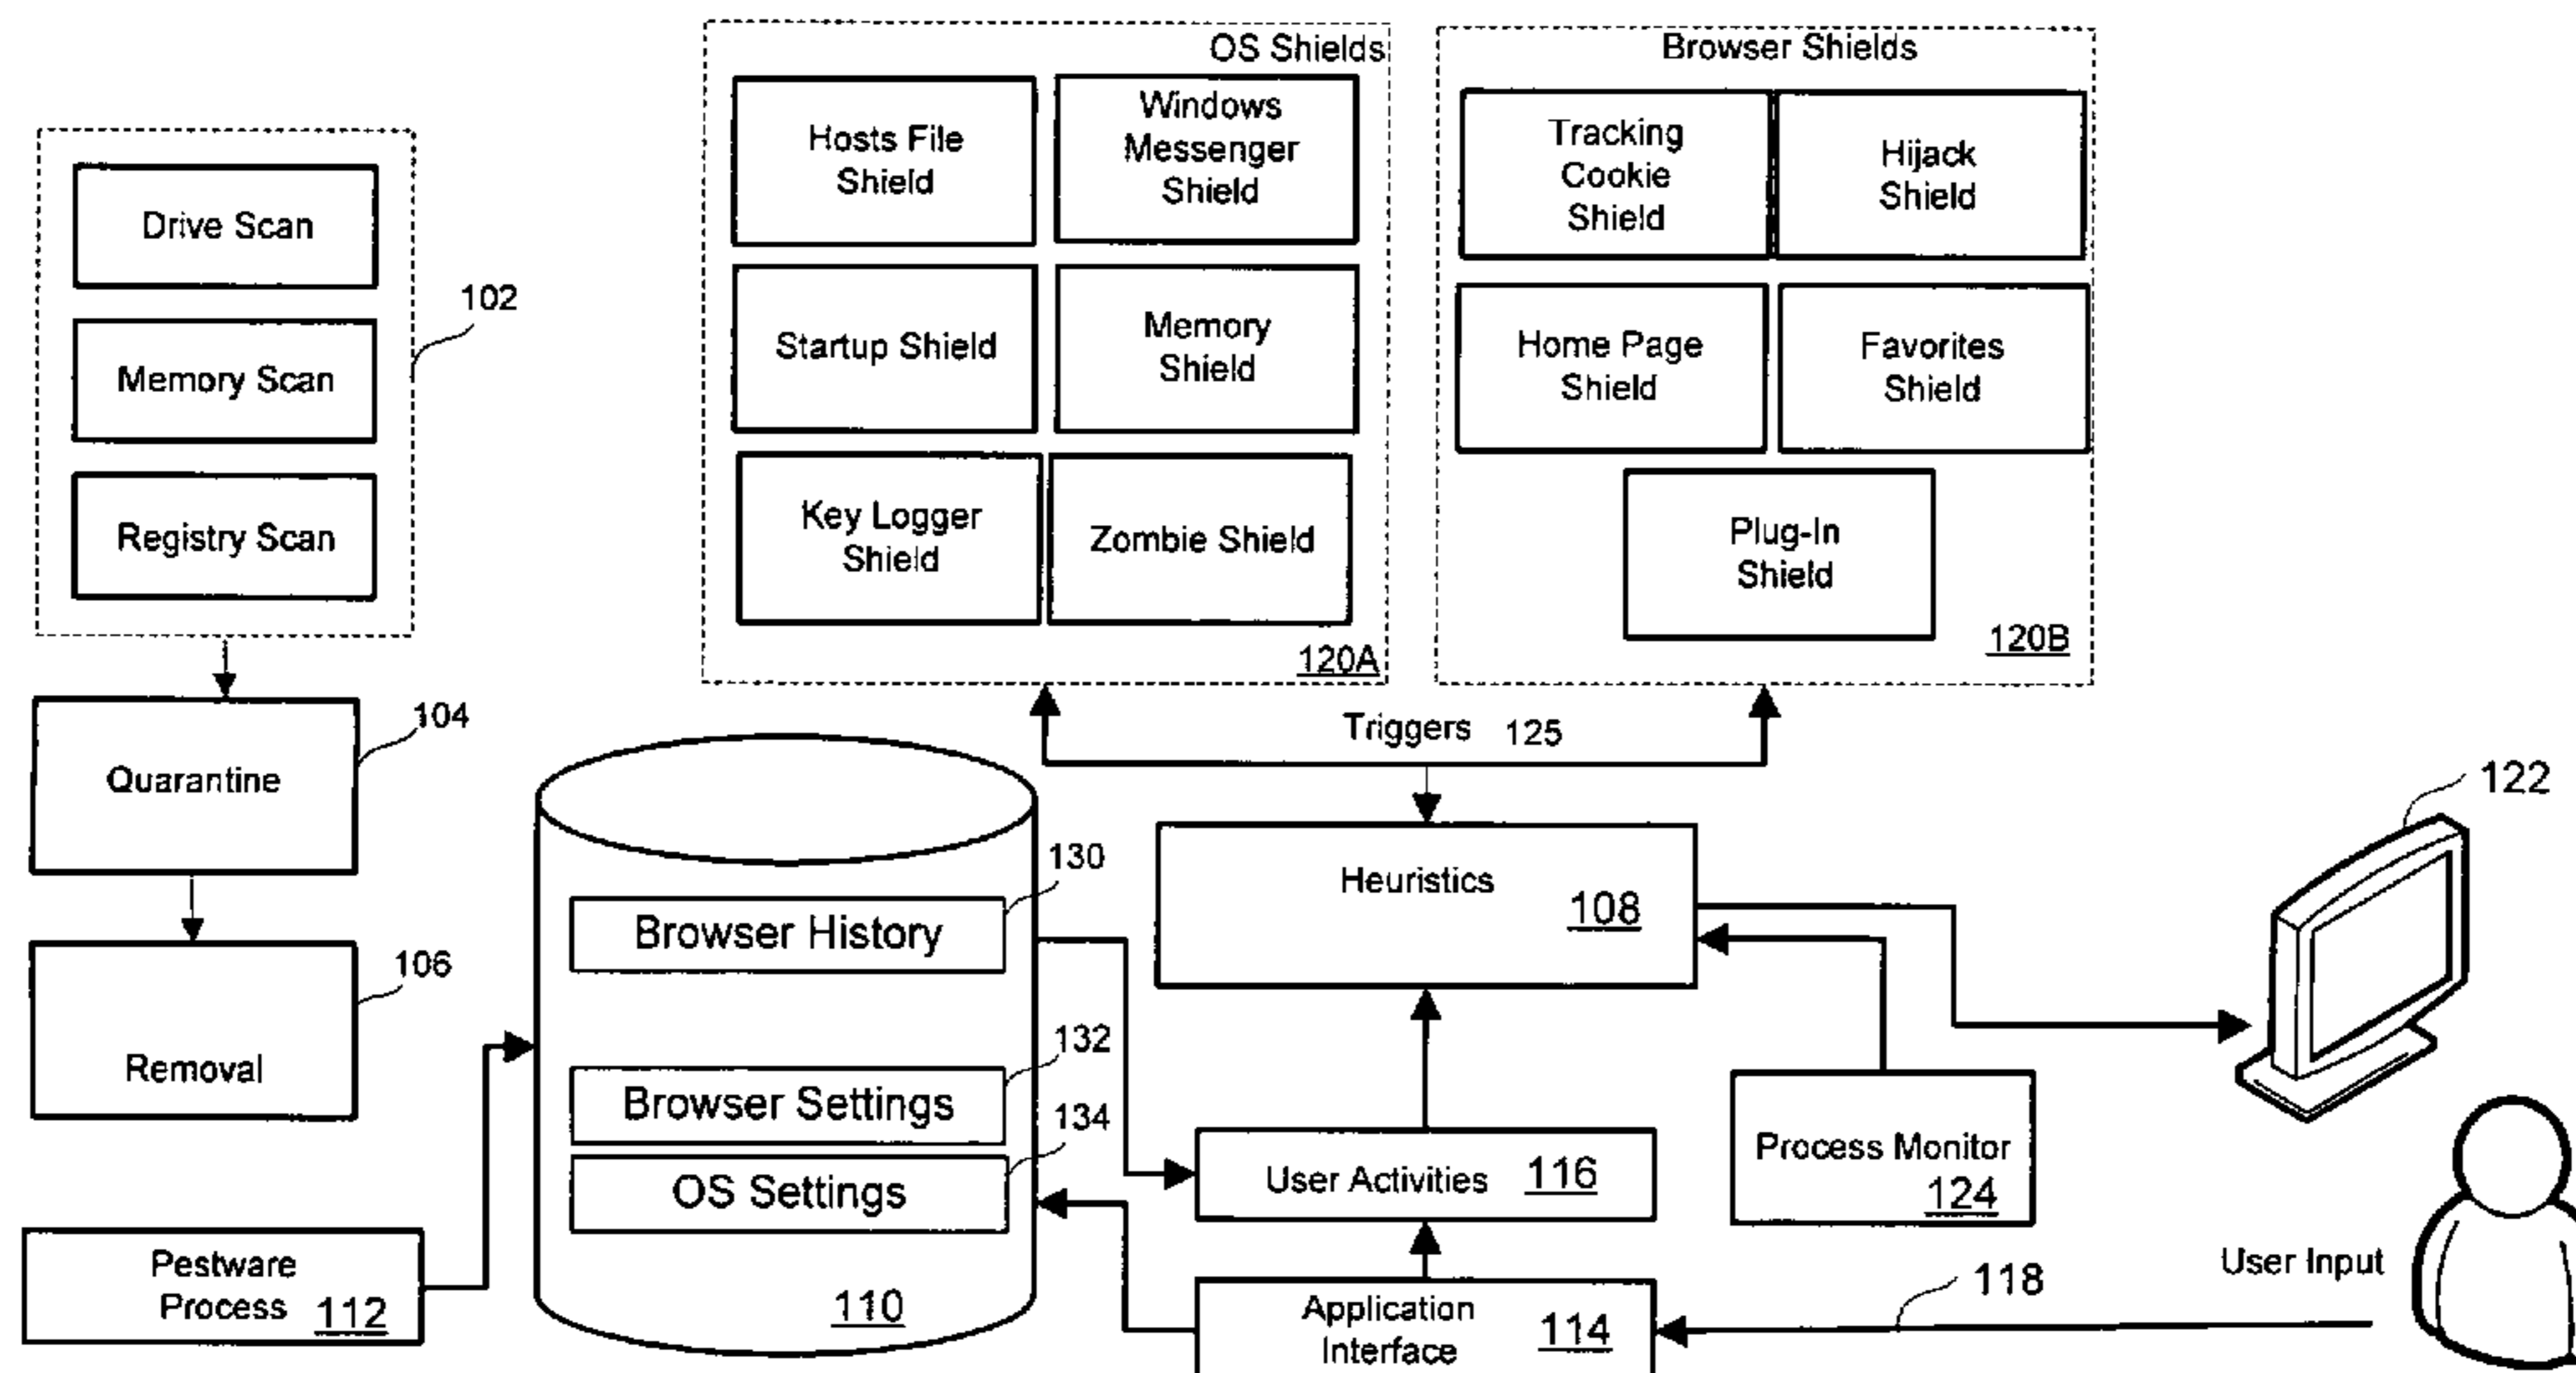 OS Shields
Hosts File
Shield
Windows
Messenger
Shield
Startup Shield
Memory
Shield
Key Logger
Shield
Zombie Shield
120A
Browser Shields
Tracking
Cookie
Shield
Hijack
Shield
Home Page
Shield
Favorites
Shield
Plug-In
Shield
120B
Drive Scan
Memory Scan
Registry Scan
102
Quarantine
104
Removal
106
Triggers 125
Heuristics
108
122
Browser History
130
Browser Settings
132
OS Settings
134
110
Pestware
Process 112
User Activities 116
Process Monitor
124
Application
Interface
114
118
User Input